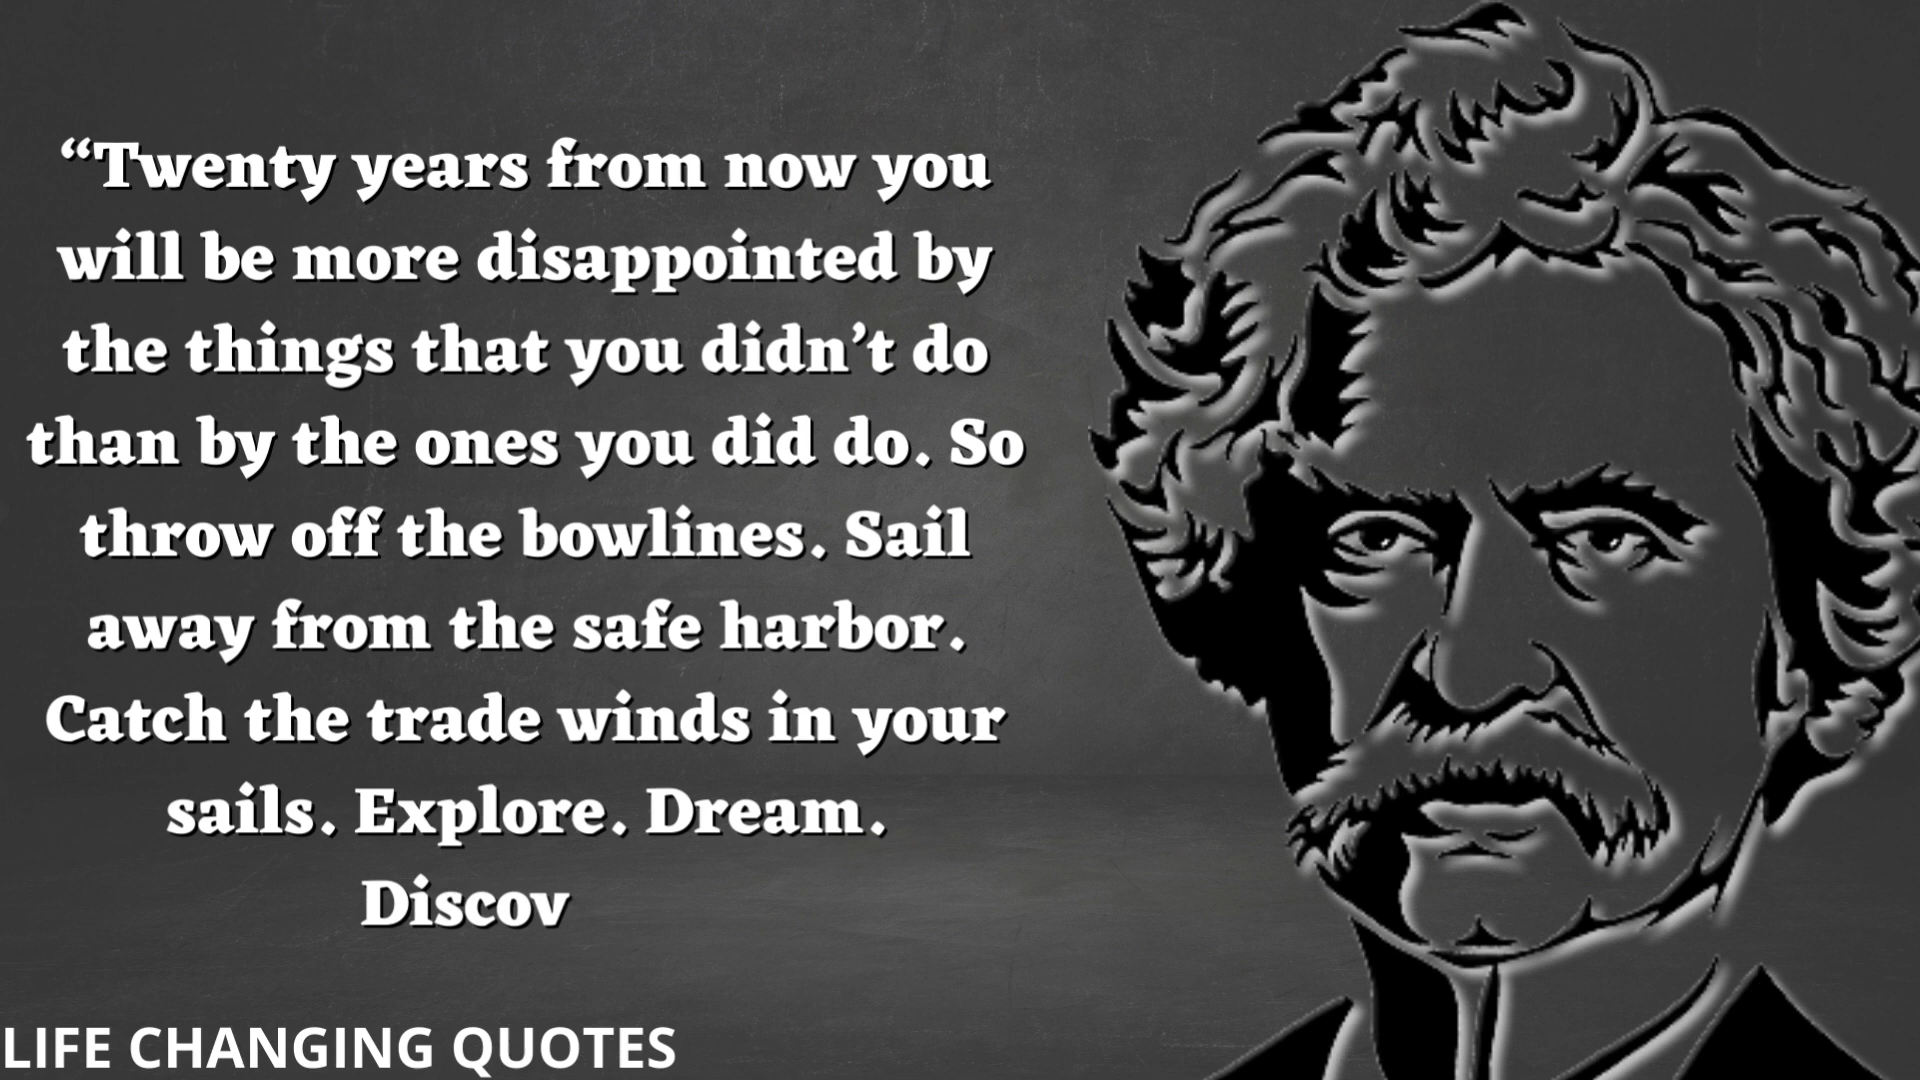 “Twenty years from now you
will be more disappointed by
the things that you didn’t do
than by the ones you did do. So
throw off the bowlines. Sail
away from the safe harbor.
Catch the trade winds in your
sails. Explore. Dream.
Discov
LIFE CHANGING QUOTES